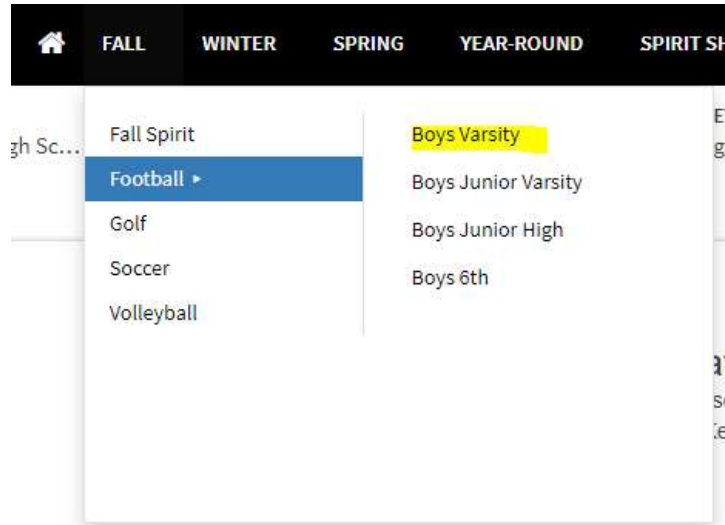 FALL WINTER SPRING YEAR-ROUND SPIRIT
Fall Spirit
Football ▸
Golf
Soccer
Volleyball
Boys Varsity
Boys Junior Varsity
Boys Junior High
Boys 6th